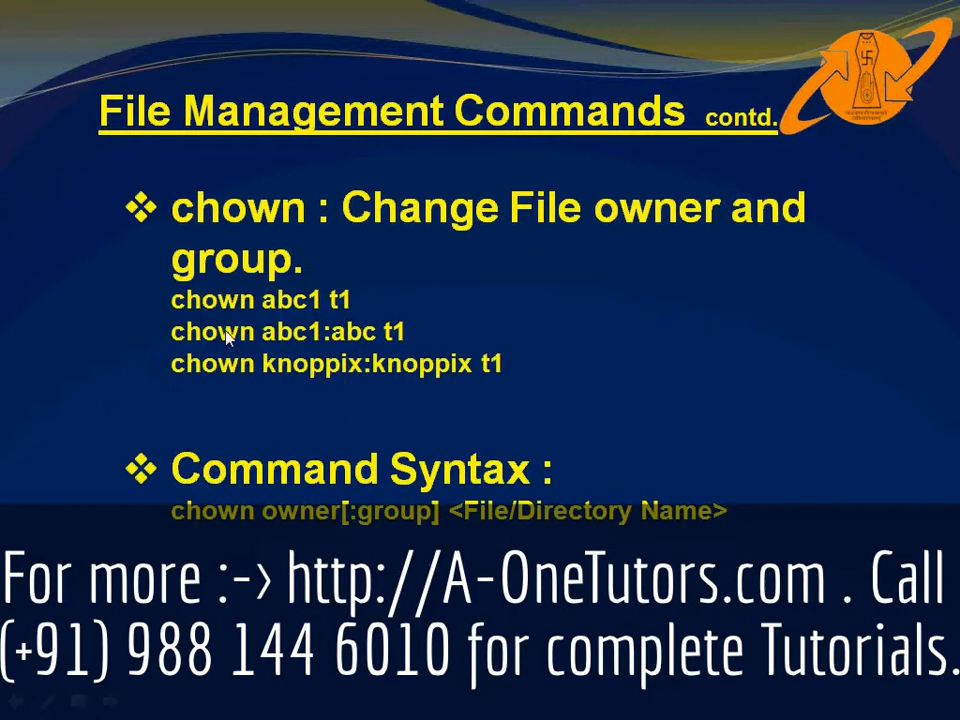 File Management Commands contd.
❖ chown : Change File owner and
group.
chown abc1 t1
chown abc1:abc t1
chown knoppix:knoppix t1
❖ Command Syntax :
chown owner[:group] <File/Directory Name>
For more :-> http://A-OneTutors.com . Call
(+91) 988 144 6010 for complete Tutorials.